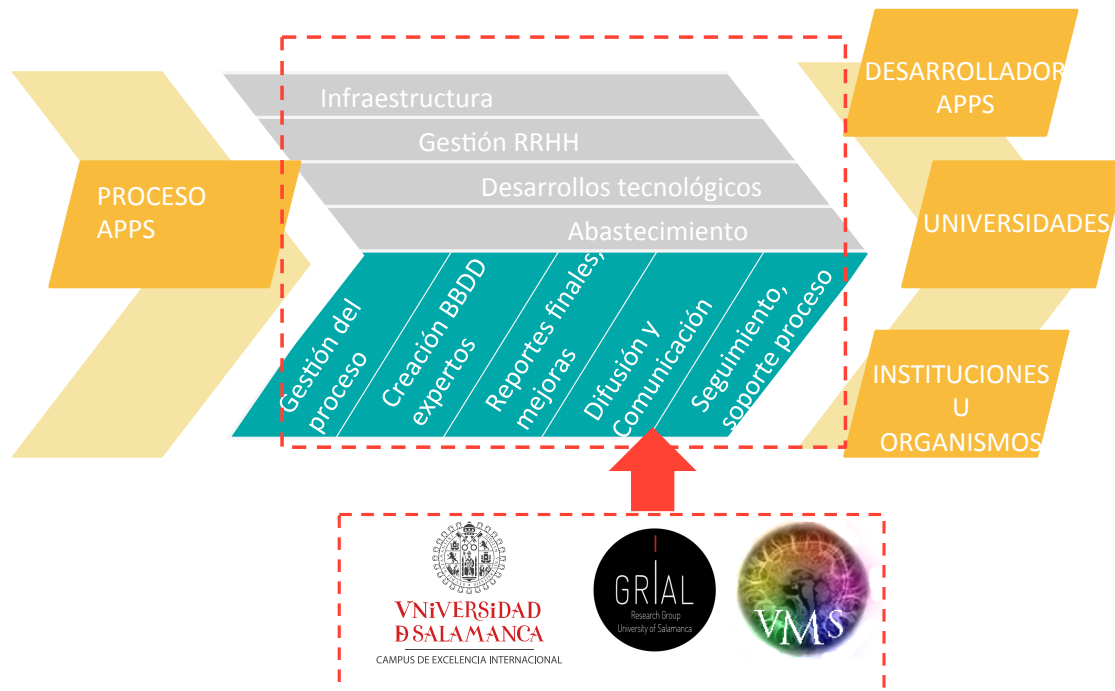 PROCESO
APPS
Infraestructura
Gestión RRHH
Desarrollos tecnológicos
Abastecimiento
Gestión del
proceso
Creación BBDD
expertos
Reportes finales,
mejoras
Difusión y
Comunicación
Seguimiento,
soporte proceso
DESARROLLADOR
APPS
UNIVERSIDADES
INSTITUCIONES
U
ORGANISMOS
VNiVERSiDAD
Ð SALAMANCA
CAMPUS DE EXCELENCIA INTERNACIONAL
GRIAL
Research Group
University of Salamanca
VMS